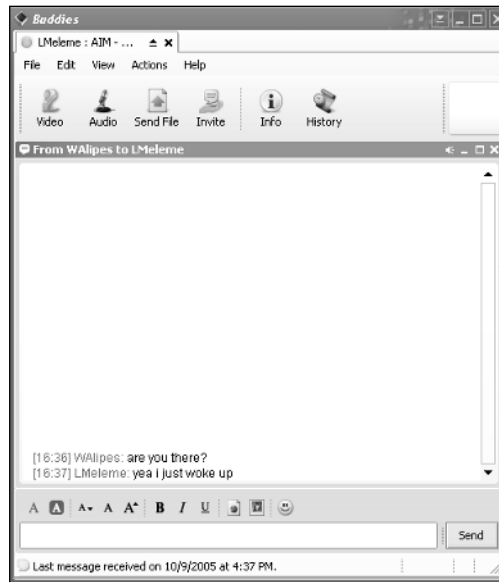 Buddies
LMeleme : AIM - ...
File Edit View Actions Help
Video Audio Send File Invite Info History
From WAlipes to LMeleme
[16:36] WAlipes: are you there?
[16:37] LMeleme: yea i just woke up
A A A A A B I U
Send
Last message received on 10/9/2005 at 4:37 PM.